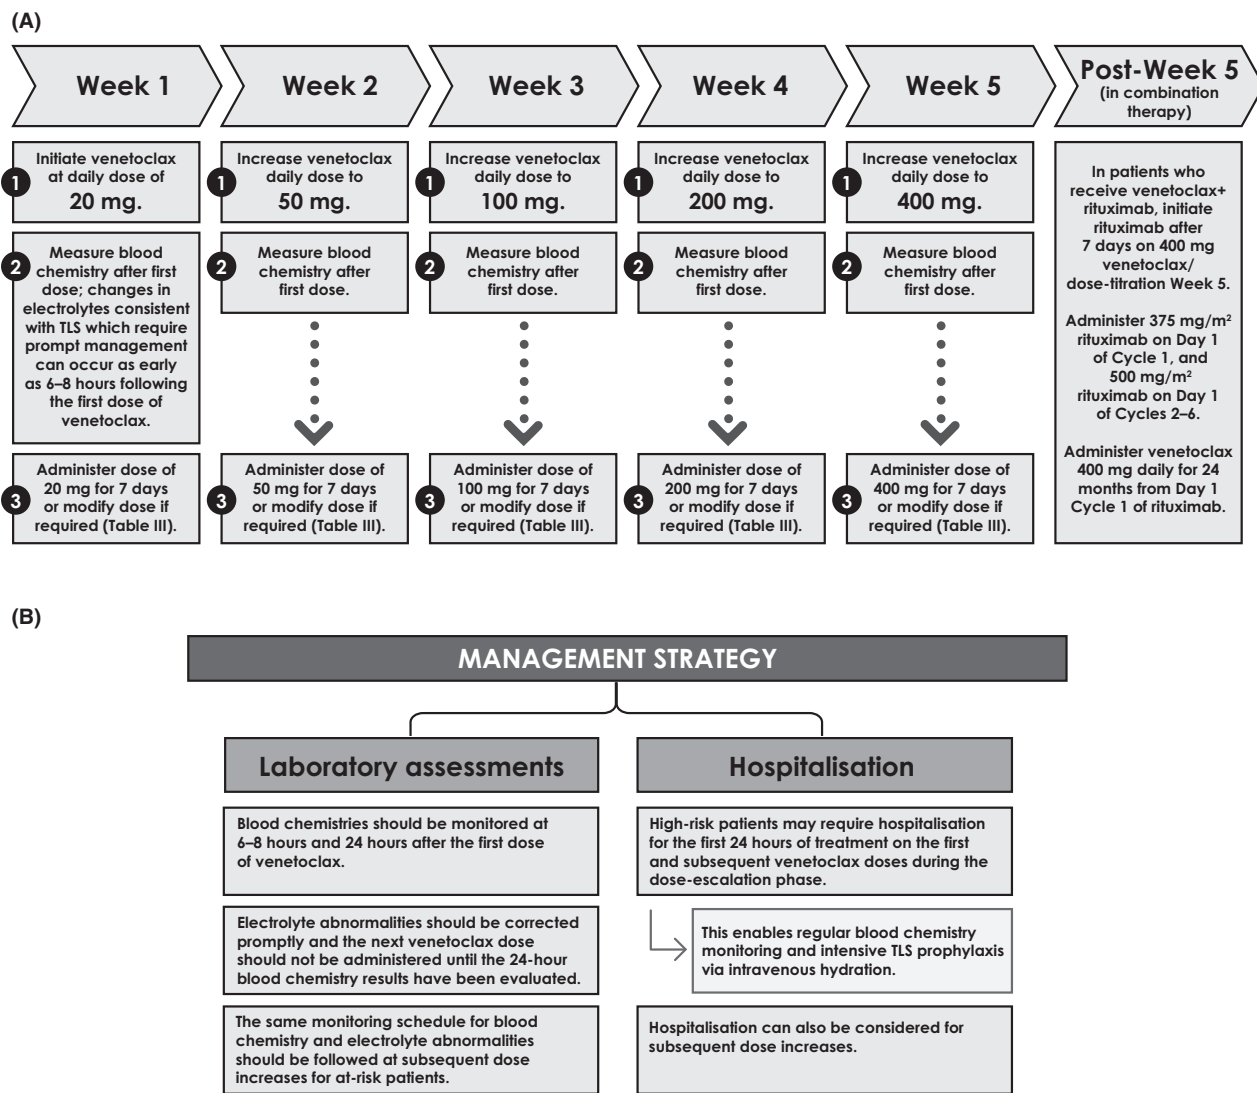 (A)
Week 1
Week 2
Week 3
Week 4
Week 5
Post-Week 5
(in combination
therapy)
1
Initiate venetoclax
at daily dose of
20 mg.
2
Measure blood
chemistry after first
dose; changes in
electrolytes consistent
with TLS which require
prompt management
can occur as early
as 6–8 hours following
the first dose of
venetoclax.
3
Administer dose of
20 mg for 7 days
or modify dose if
required (Table III).
1
Increase venetoclax
daily dose to
50 mg.
2
Measure blood
chemistry after
first dose.
3
Administer dose of
50 mg for 7 days
or modify dose if
required (Table III).
1
Increase venetoclax
daily dose to
100 mg.
2
Measure blood
chemistry after
first dose.
3
Administer dose of
100 mg for 7 days
or modify dose if
required (Table III).
1
Increase venetoclax
daily dose to
200 mg.
2
Measure blood
chemistry after
first dose.
3
Administer dose of
200 mg for 7 days
or modify dose if
required (Table III).
1
Increase venetoclax
daily dose to
400 mg.
2
Measure blood
chemistry after
first dose.
3
Administer dose of
400 mg for 7 days
or modify dose if
required (Table III).
In patients who
receive venetoclax+
rituximab, initiate
rituximab after
7 days on 400 mg
venetoclax/
dose-titration Week 5.
Administer 375 mg/m²
rituximab on Day 1
of Cycle 1, and
500 mg/m²
rituximab on Day 1
of Cycles 2–6.
Administer venetoclax
400 mg daily for 24
months from Day 1
Cycle 1 of rituximab.
(B)
MANAGEMENT STRATEGY
Laboratory assessments
Blood chemistries should be monitored at
6–8 hours and 24 hours after the first dose
of venetoclax.
Electrolyte abnormalities should be corrected
promptly and the next venetoclax dose
should not be administered until the 24-hour
blood chemistry results have been evaluated.
The same monitoring schedule for blood
chemistry and electrolyte abnormalities
should be followed at subsequent dose
increases for at-risk patients.
Hospitalisation
High-risk patients may require hospitalisation
for the first 24 hours of treatment on the first
and subsequent venetoclax doses during the
dose-escalation phase.
This enables regular blood chemistry
monitoring and intensive TLS prophylaxis
via intravenous hydration.
Hospitalisation can also be considered for
subsequent dose increases.